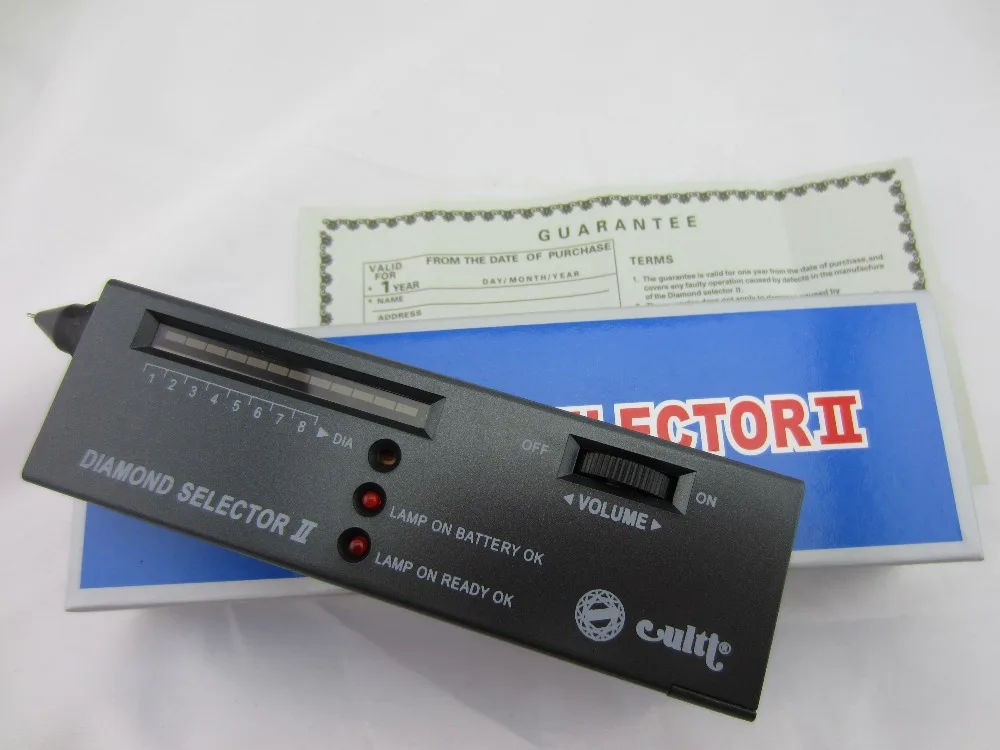 GUARANTEE
VALID
FOR
* 1 YEAR
FROM THE DATE OF PURCHASE
DAY/MONTH/YEAR
* NAME
ADDRESS
TERMS
1. The guarantee is valid for one year from the date of purchase,and
covers any faulty operation caused by detects in the manufacture
of the Diamond selector II.
SELECTOR II
1 2 3 4 5 6 7 8 ▶ DIA
DIAMOND SELECTOR II
OFF
ON
◀ VOLUME ▶
LAMP ON BATTERY OK
LAMP ON READY OK
cultt®